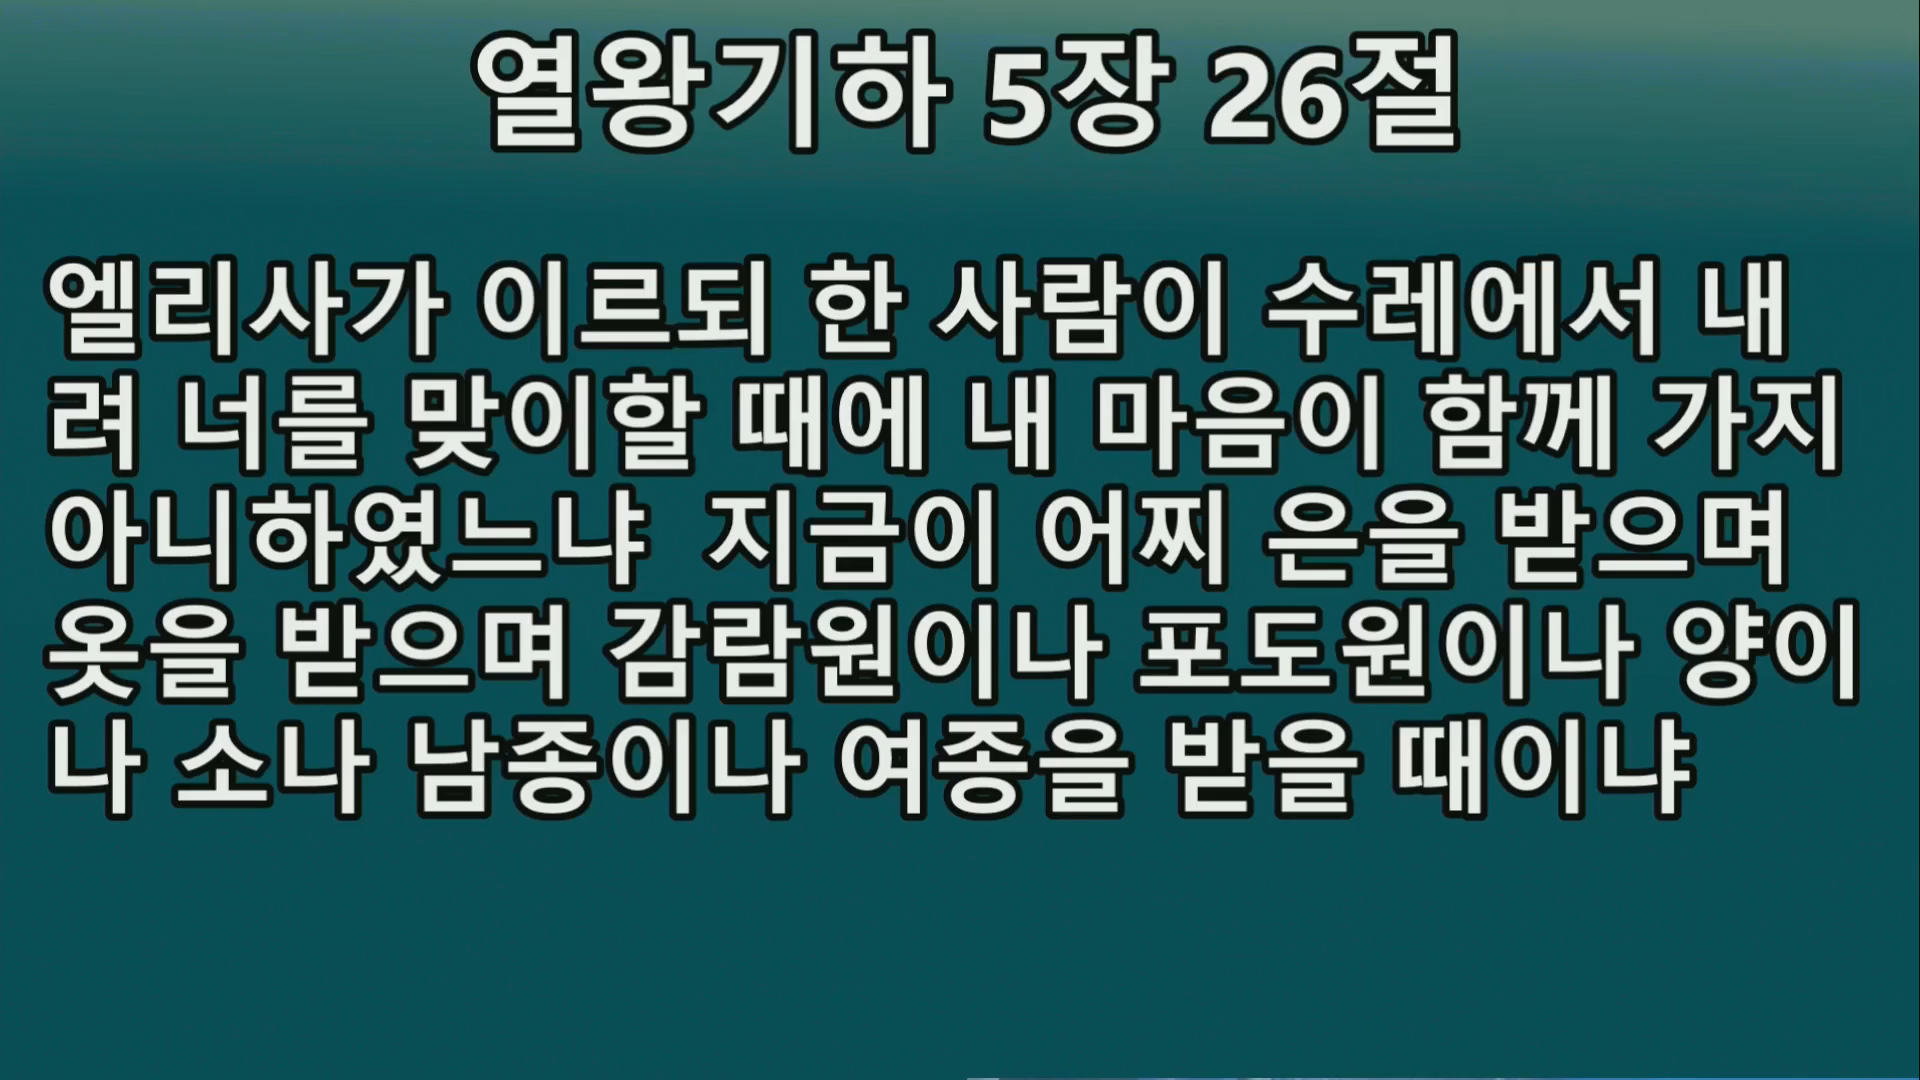 열왕기하 5장 26절
엘리사가 이르되 한 사람이 수레에서 내
려 너를 맞이할 때에 내 마음이 함께 가지
아니하였느냐 지금이 어찌 은을 받으며
옷을 받으며 감람원이나 포도원이나 양이
나 소나 남종이나 여종을 받을 때이냐